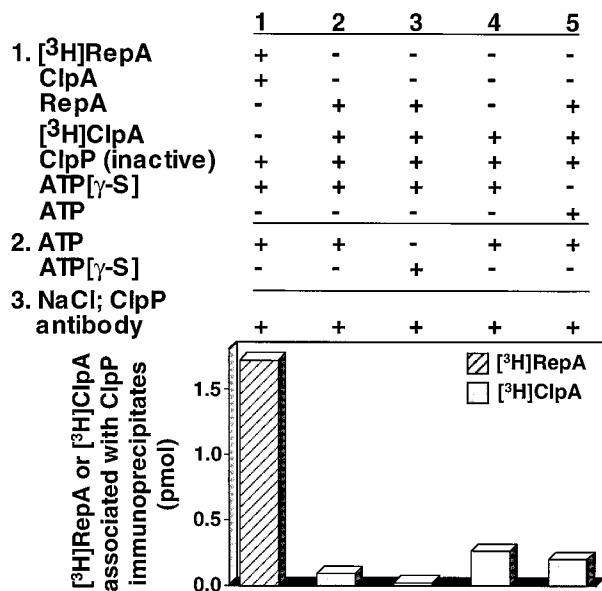 1 2 3 4 5
1. [³H]RepA + - - - -
ClpA + - - - -
RepA - + + - +
[³H]ClpA - + + + +
ClpP (inactive) + + + + +
ATP[γ-S] + + + + -
ATP - - - - +
2. ATP + + - + +
ATP[γ-S] - - + - -
3. NaCl; ClpP
antibody + + + + +
[³H]RepA or [³H]ClpA
associated with ClpP
immunoprecipitates
(pmol)
1.5
1.0
0.5
0.0
[³H]RepA
[³H]ClpA